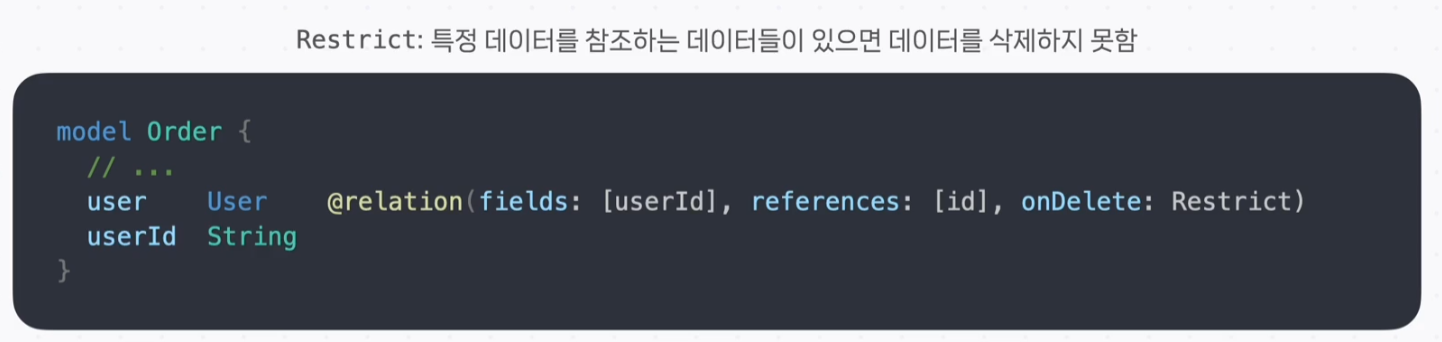 Restrict: 특정 데이터를 참조하는 데이터들이 있으면 데이터를 삭제하지 못함
model Order {
  // ...
  user    User    @relation(fields: [userId], references: [id], onDelete: Restrict)
  userId  String
}